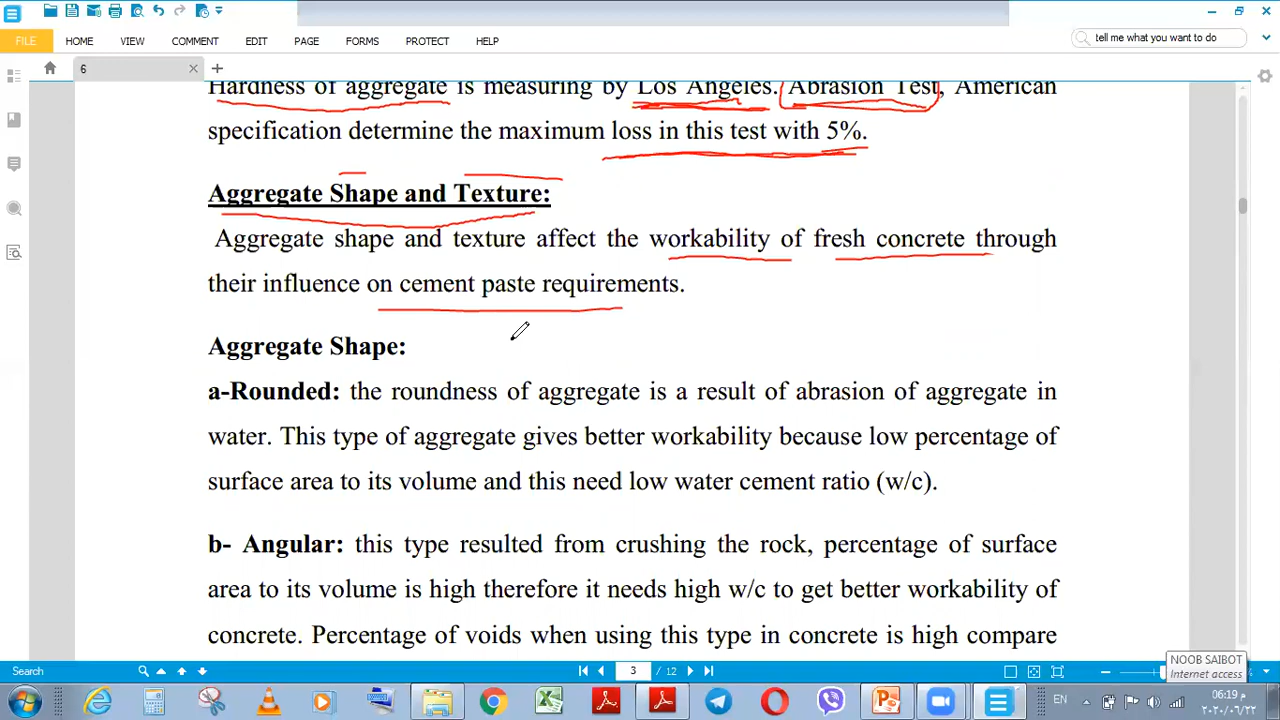 FILE HOME VIEW COMMENT EDIT PAGE FORMS PROTECT HELP
tell me what you want to do
6
Hardness of aggregate is measuring by Los Angeles. Abrasion Test, American
specification determine the maximum loss in this test with 5%.
Aggregate Shape and Texture:
Aggregate shape and texture affect the workability of fresh concrete through
their influence on cement paste requirements.
Aggregate Shape:
a-Rounded: the roundness of aggregate is a result of abrasion of aggregate in
water. This type of aggregate gives better workability because low percentage of
surface area to its volume and this need low water cement ratio (w/c).
b- Angular: this type resulted from crushing the rock, percentage of surface
area to its volume is high therefore it needs high w/c to get better workability of
concrete. Percentage of voids when using this type in concrete is high compare
Search
3 / 12
NOOB SAIBOT
Internet access
EN
06:19 م
٢٠٢٠/٠٦/٢٢